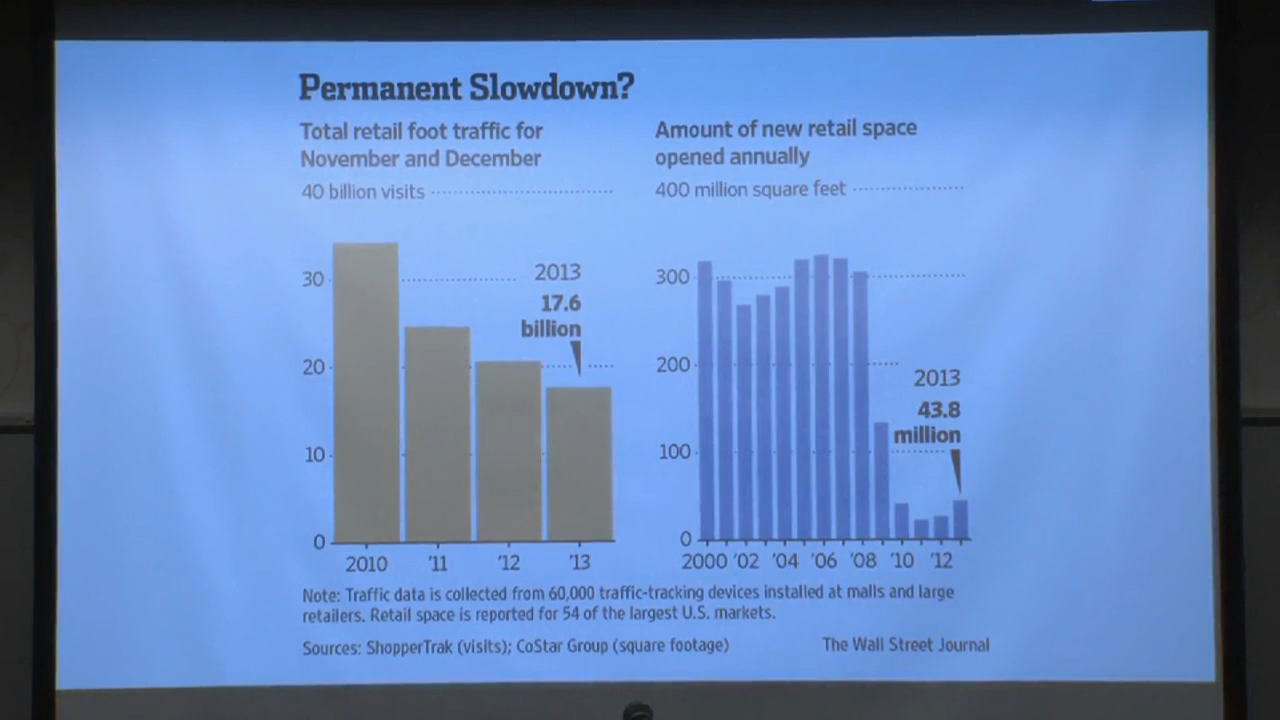 Permanent Slowdown?
Total retail foot traffic for
November and December
40 billion visits
30
20
10
0
2013
17.6
billion
2010 '11 '12 '13
Amount of new retail space
opened annually
400 million square feet
300
200
100
0
2013
43.8
million
2000 '02 '04 '06 '08 '10 '12
Note: Traffic data is collected from 60,000 traffic-tracking devices installed at malls and large
retailers. Retail space is reported for 54 of the largest U.S. markets.
Sources: ShopperTrak (visits); CoStar Group (square footage)
The Wall Street Journal